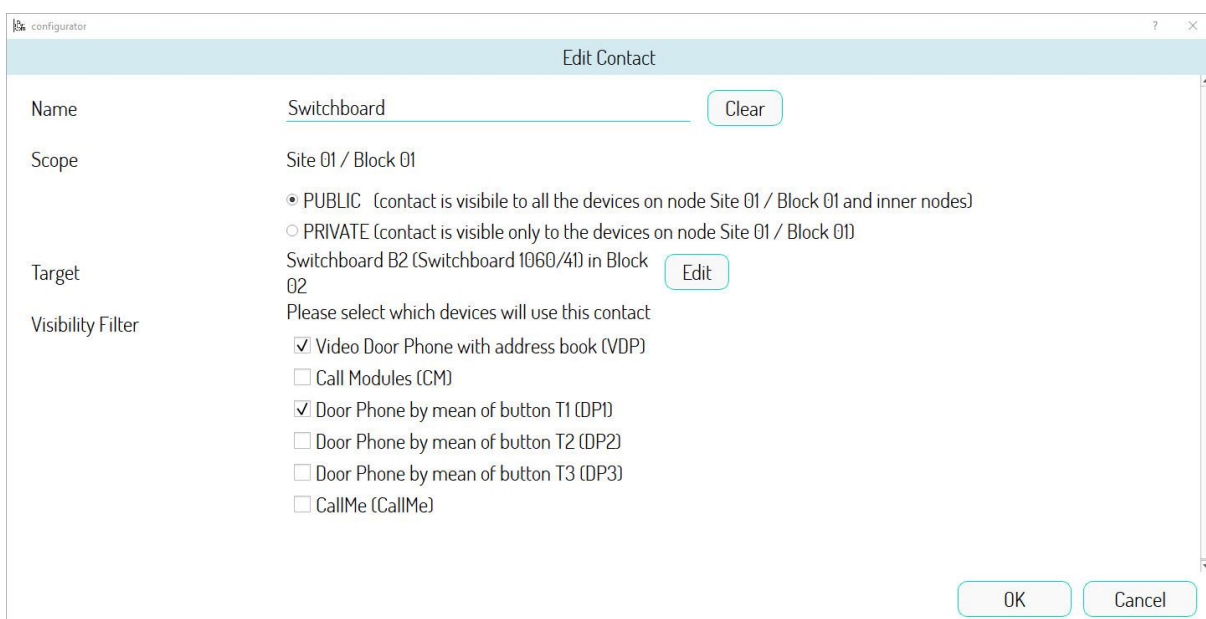 configurator
?
Edit Contact
Name
Switchboard
Clear
Scope
Site 01 / Block 01
PUBLIC (contact is visibile to all the devices on node Site 01 / Block 01 and inner nodes)
PRIVATE (contact is visible only to the devices on node Site 01 / Block 01)
Target
Switchboard B2 (Switchboard 1060/41) in Block
02
Edit
Visibility Filter
Please select which devices will use this contact
Video Door Phone with address book (VDP)
Call Modules (CM)
Door Phone by mean of button T1 (DP1)
Door Phone by mean of button T2 (DP2)
Door Phone by mean of button T3 (DP3)
CallMe (CallMe)
OK
Cancel